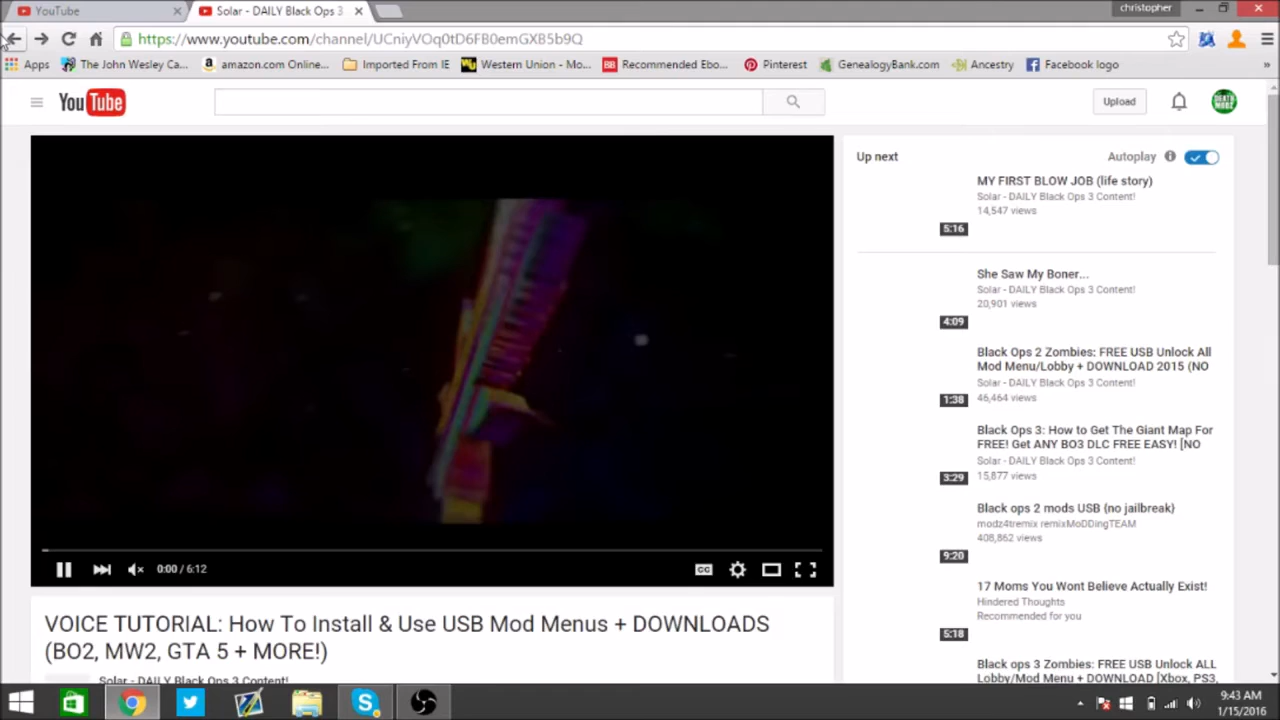 YouTube
Solar - DAILY Black Ops 3
christopher
https://www.youtube.com/channel/UCniyVOq0tD6FB0emGXB5b9Q
Apps
The John Wesley Ca...
amazon.com Online...
Imported From IE
Western Union - Mo...
Recommended Ebo...
Pinterest
GenealogyBank.com
Ancestry
Facebook logo
»
YouTube
Upload
Up next
Autoplay
MY FIRST BLOW JOB (life story)
Solar - DAILY Black Ops 3 Content!
14,547 views
5:16
She Saw My Boner...
Solar - DAILY Black Ops 3 Content!
20,901 views
4:09
Black Ops 2 Zombies: FREE USB Unlock All
Mod Menu/Lobby + DOWNLOAD 2015 (NO
Solar - DAILY Black Ops 3 Content!
46,464 views
1:38
Black Ops 3: How to Get The Giant Map For
FREE! Get ANY BO3 DLC FREE EASY! [NO
Solar - DAILY Black Ops 3 Content!
15,877 views
3:29
Black ops 2 mods USB (no jailbreak)
modz4tremix remixMoDDingTEAM
408,862 views
9:20
17 Moms You Wont Believe Actually Exist!
Hindered Thoughts
Recommended for you
5:18
Black ops 3 Zombies: FREE USB Unlock ALL
Lobby/Mod Menu + DOWNLOAD [Xbox, PS3,
0:00 / 6:12
CC
VOICE TUTORIAL: How To Install & Use USB Mod Menus + DOWNLOADS
(BO2, MW2, GTA 5 + MORE!)
Solar - DAILY Black Ops 3 Content!
9:43 AM
1/15/2016